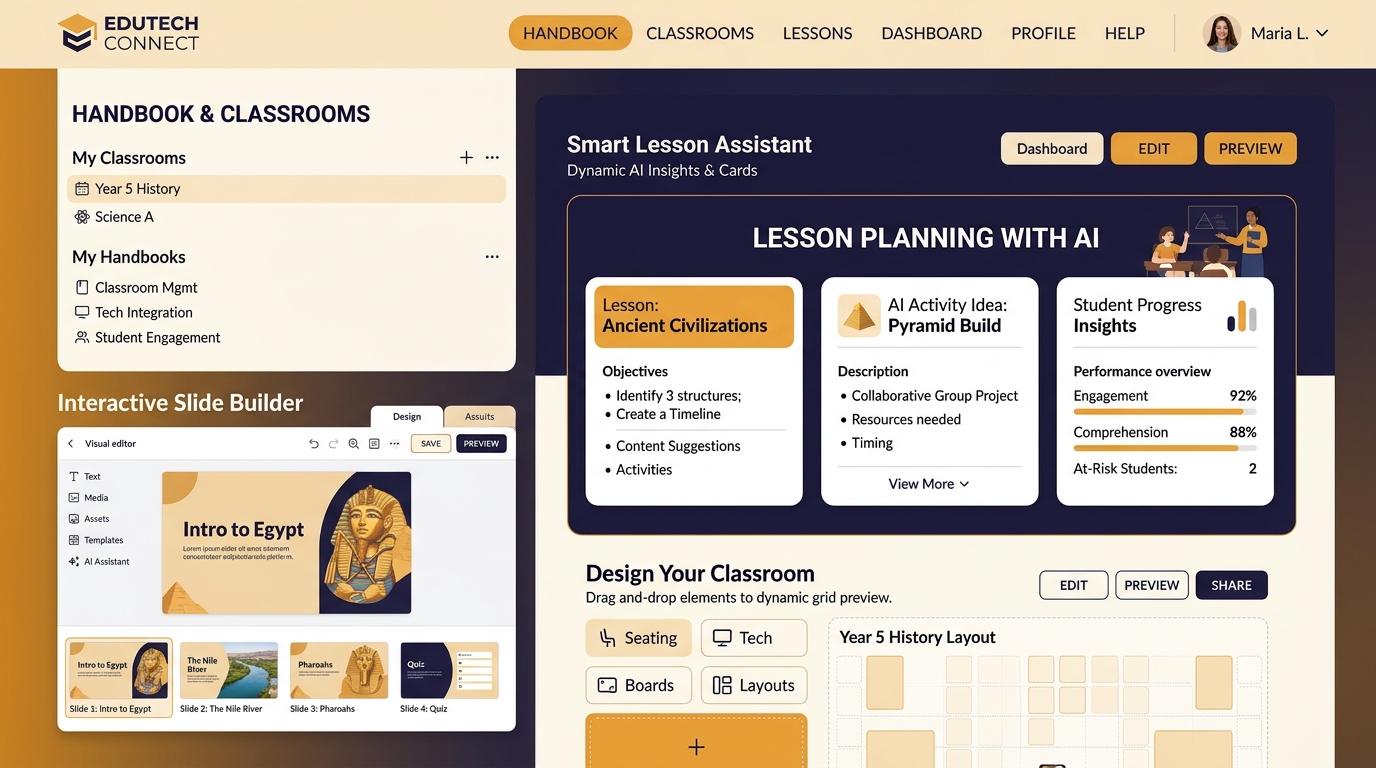 EDUTECH
CONNECT
HANDBOOK
CLASSROOMS
LESSONS
DASHBOARD
PROFILE
HELP
Maria L.
HANDBOOK & CLASSROOMS
My Classrooms
Year 5 History
Science A
My Handbooks
Classroom Mgmt
Tech Integration
Student Engagement
Interactive Slide Builder
Design
Assuits
Visual editor
SAVE
PREVIEW
Text
Media
Assets
Templates
AI Assistant
Intro to Egypt
Lorem ipsum
Intro to Egypt
Slide 1: Intro to Egypt
The Nile
Slide 2: The Nile River
Pharoahs
Slide 3: Pharoahs
Quiz
Slide 4: Quiz
Smart Lesson Assistant
Dynamic AI Insights & Cards
Dashboard
EDIT
PREVIEW
LESSON PLANNING WITH AI
Lesson:
Ancient Civilizations
Objectives
• Identify 3 structures;
• Create a Timeline
• Content Suggestions
• Activities
AI Activity Idea:
Pyramid Build
Description
• Collaborative Group Project
• Resources needed
• Timing
View More
Student Progress
Insights
Performance overview
Engagement 92%
Comprehension 88%
At-Risk Students: 2
Design Your Classroom
Drag and-drop elements to dynamic grid preview.
EDIT
PREVIEW
SHARE
Seating
Tech
Boards
Layouts
Year 5 History Layout